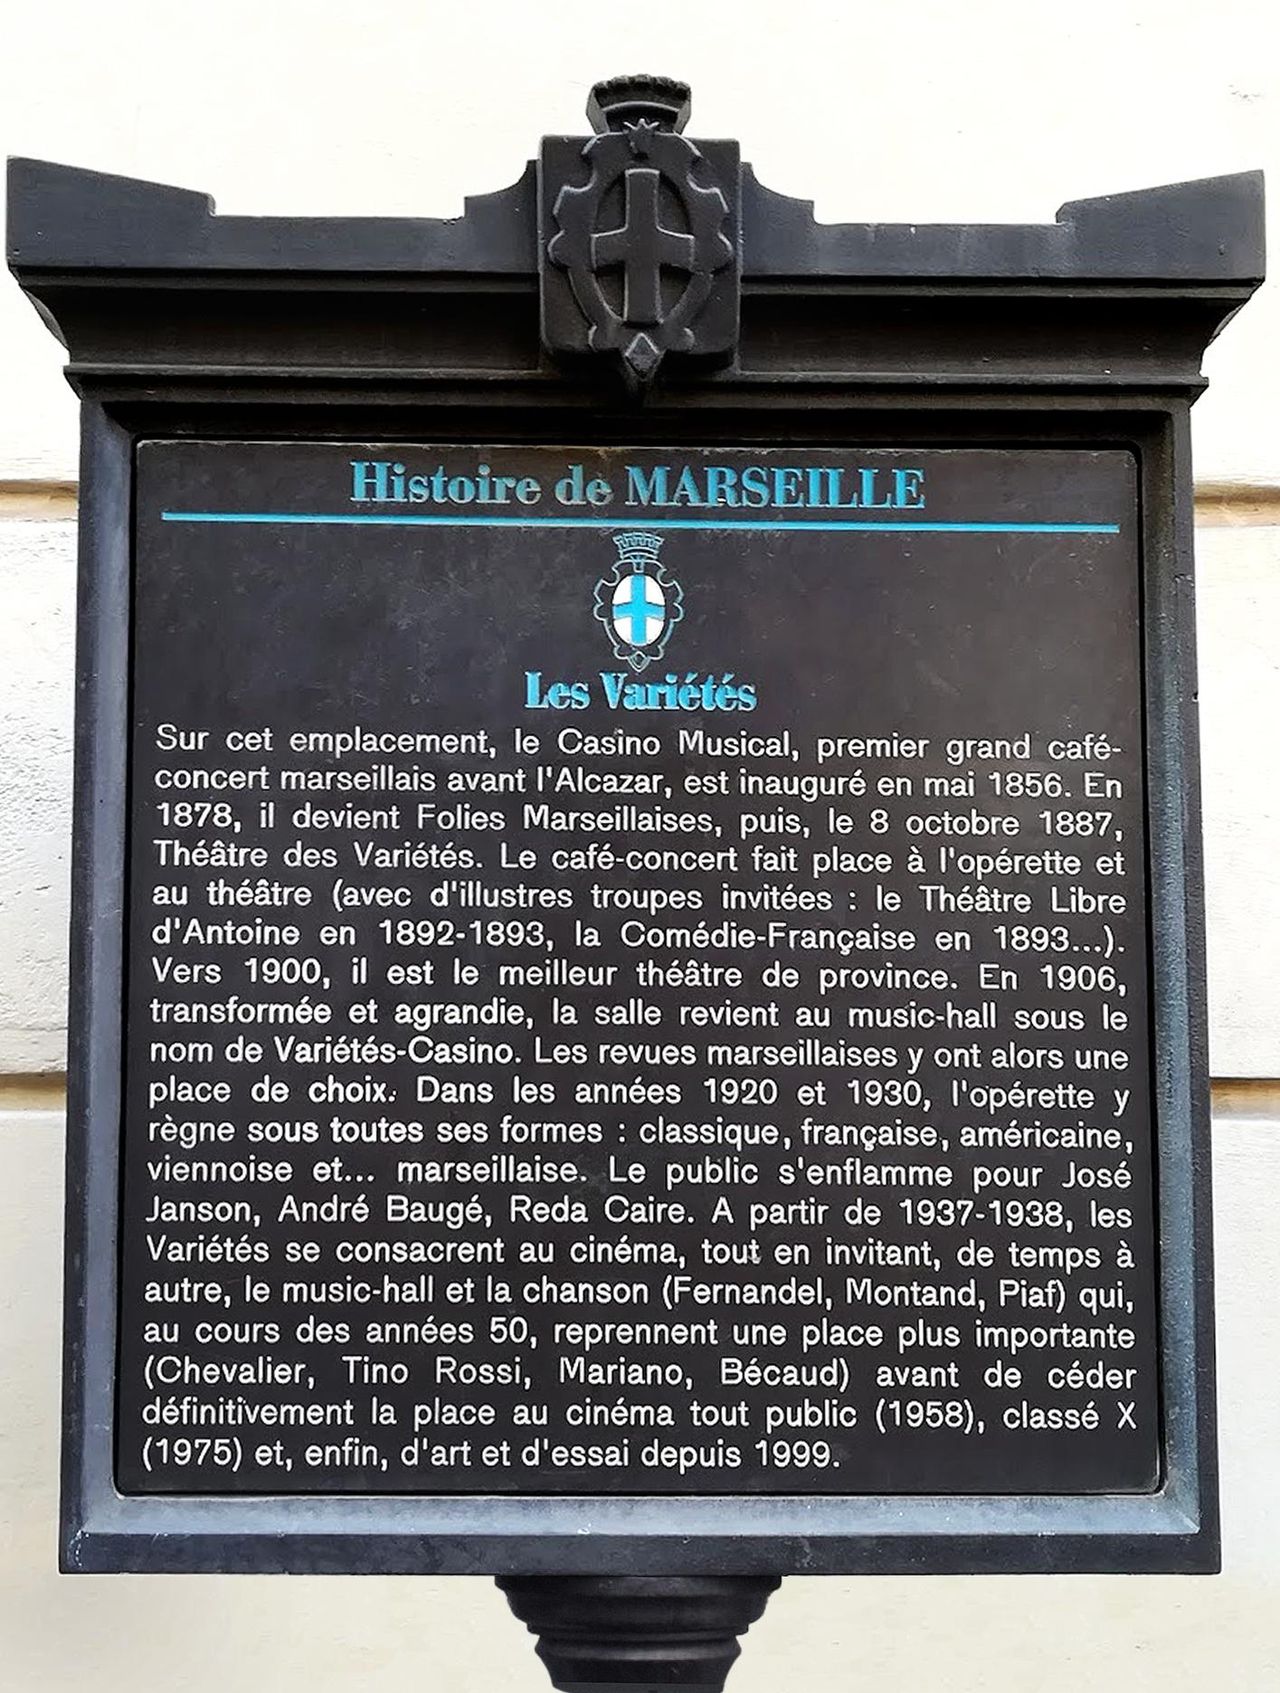 Histoire de MARSEILLE
Les Variétés
Sur cet emplacement, le Casino Musical, premier grand café-
concert marseillais avant l'Alcazar, est inauguré en mai 1856. En
1878, il devient Folies Marseillaises, puis, le 8 octobre 1887,
Théâtre des Variétés. Le café-concert fait place à l'opérette et
au théâtre (avec d'illustres troupes invitées : le Théâtre Libre
d'Antoine en 1892-1893, la Comédie-Française en 1893...).
Vers 1900, il est le meilleur théâtre de province. En 1906,
transformée et agrandie, la salle revient au music-hall sous le
nom de Variétés-Casino. Les revues marseillaises y ont alors une
place de choix. Dans les années 1920 et 1930, l'opérette y
règne sous toutes ses formes : classique, française, américaine,
viennoise et... marseillaise. Le public s'enflamme pour José
Janson, André Baugé, Reda Caire. A partir de 1937-1938, les
Variétés se consacrent au cinéma, tout en invitant, de temps à
autre, le music-hall et la chanson (Fernandel, Montand, Piaf) qui,
au cours des années 50, reprennent une place plus importante
(Chevalier, Tino Rossi, Mariano, Bécaud) avant de céder
définitivement la place au cinéma tout public (1958), classé X
(1975) et, enfin, d'art et d'essai depuis 1999.